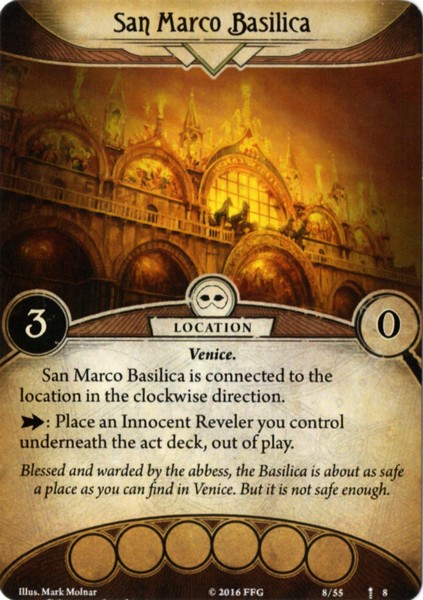 San Marco Basilica
3
LOCATION
0
Venice.
San Marco Basilica is connected to the
location in the clockwise direction.
: Place an Innocent Reveler you control
underneath the act deck, out of play.
Blessed and warded by the abbess, the Basilica is about as safe
a place as you can find in Venice. But it is not safe enough.
Illus. Mark Molnar
© 2016 FFG
8/55
8